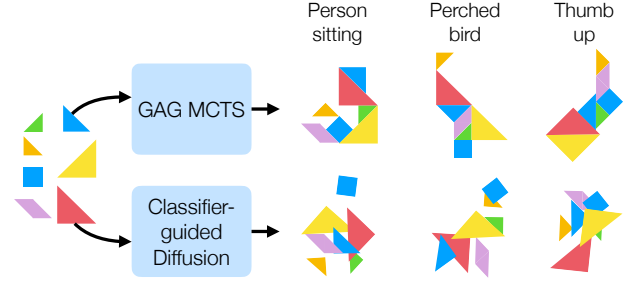 Person
sitting
Perched
bird
Thumb
up
GAG MCTS
Classifier-
guided
Diffusion